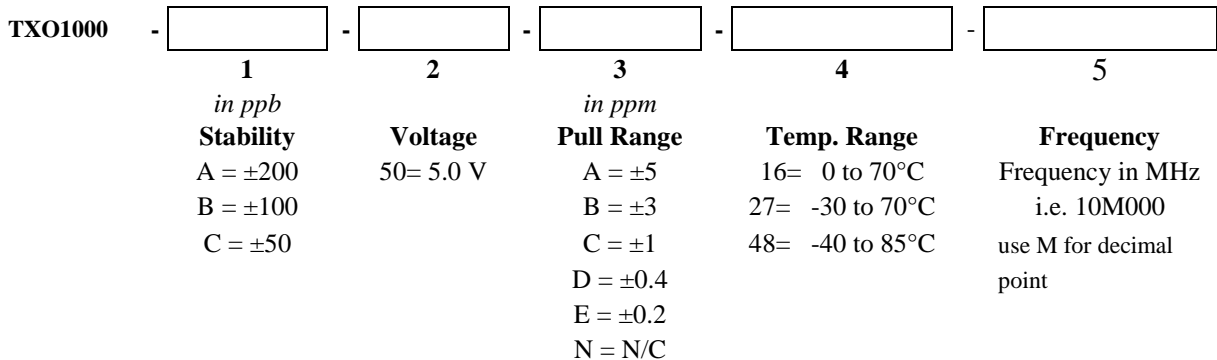 TXO1000 - - - - -
1 2 3 4 5
in ppb in ppm
Stability Voltage Pull Range Temp. Range Frequency
A = ±200 50= 5.0 V A = ±5 16= 0 to 70°C Frequency in MHz
B = ±100 B = ±3 27= -30 to 70°C i.e. 10M000
C = ±50 C = ±1 48= -40 to 85°C use M for decimal
D = ±0.4 point
E = ±0.2
N = N/C